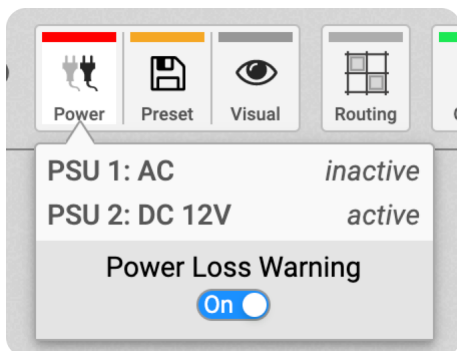 Power Preset Visual Routing
PSU 1: AC inactive
PSU 2: DC 12V active
Power Loss Warning
On